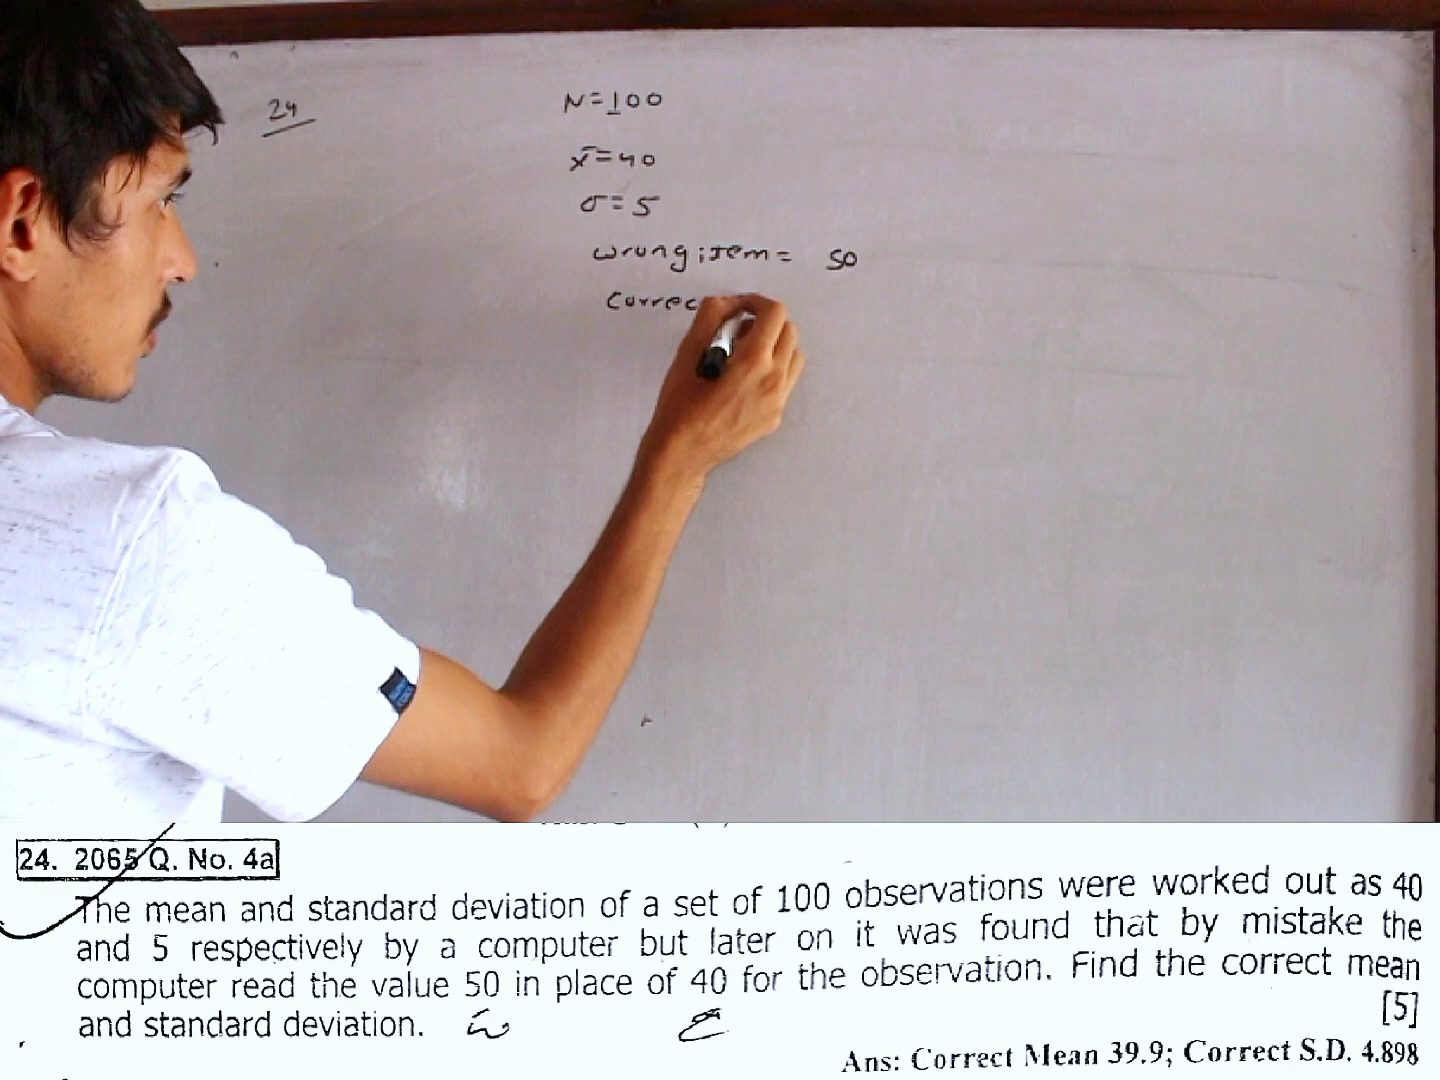 24
N=100
x̄=40
σ=5
wrong item= 50
Correc
24. 2065 Q. No. 4a
The mean and standard deviation of a set of 100 observations were worked out as 40
and 5 respectively by a computer but later on it was found that by mistake the
computer read the value 50 in place of 40 for the observation. Find the correct mean
and standard deviation.
[5]
Ans: Correct Mean 39.9; Correct S.D. 4.898